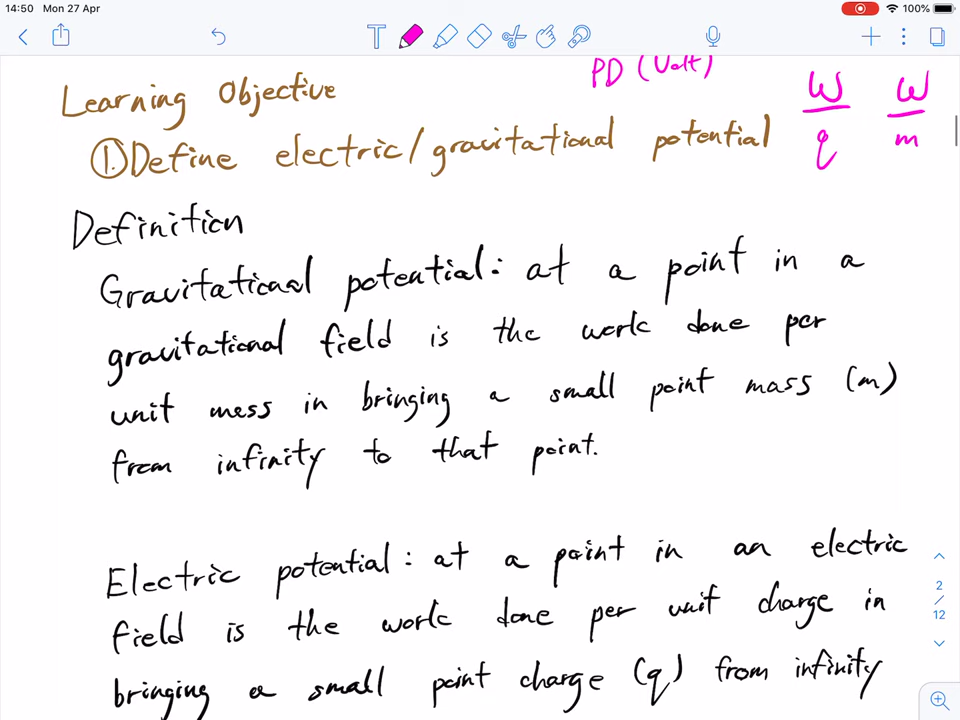 14:50 Mon 27 Apr
100%
PD (Volt)
Learning Objective
W W
q m
①Define electric/gravitational potential
Definition
Gravitational potential: at a point in a
gravitational field is the work done per
unit mess in bringing a small point mass (m)
from infinity to that point.
Electric potential: at a point in an electric
field is the work done per unit charge in
bringing a small point charge (q) from infinity
2
/
12